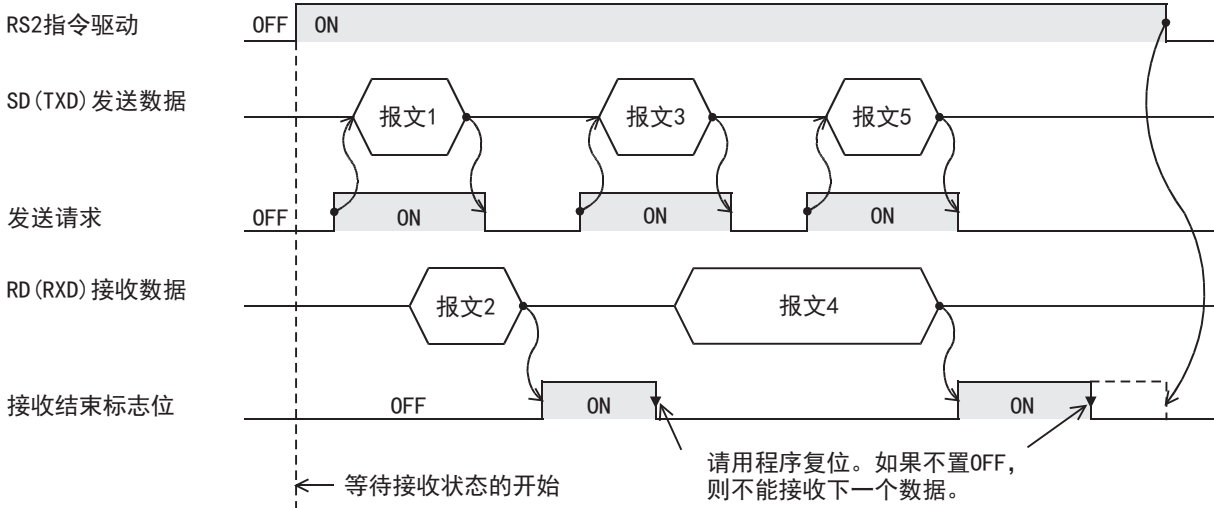 RS2指令驱动
OFF
ON
SD(TXD)发送数据
报文1
报文3
报文5
发送请求
OFF
ON
ON
ON
RD(RXD)接收数据
报文2
报文4
接收结束标志位
OFF
ON
ON
请用程序复位。如果不置OFF,
则不能接收下一个数据。
等待接收状态的开始